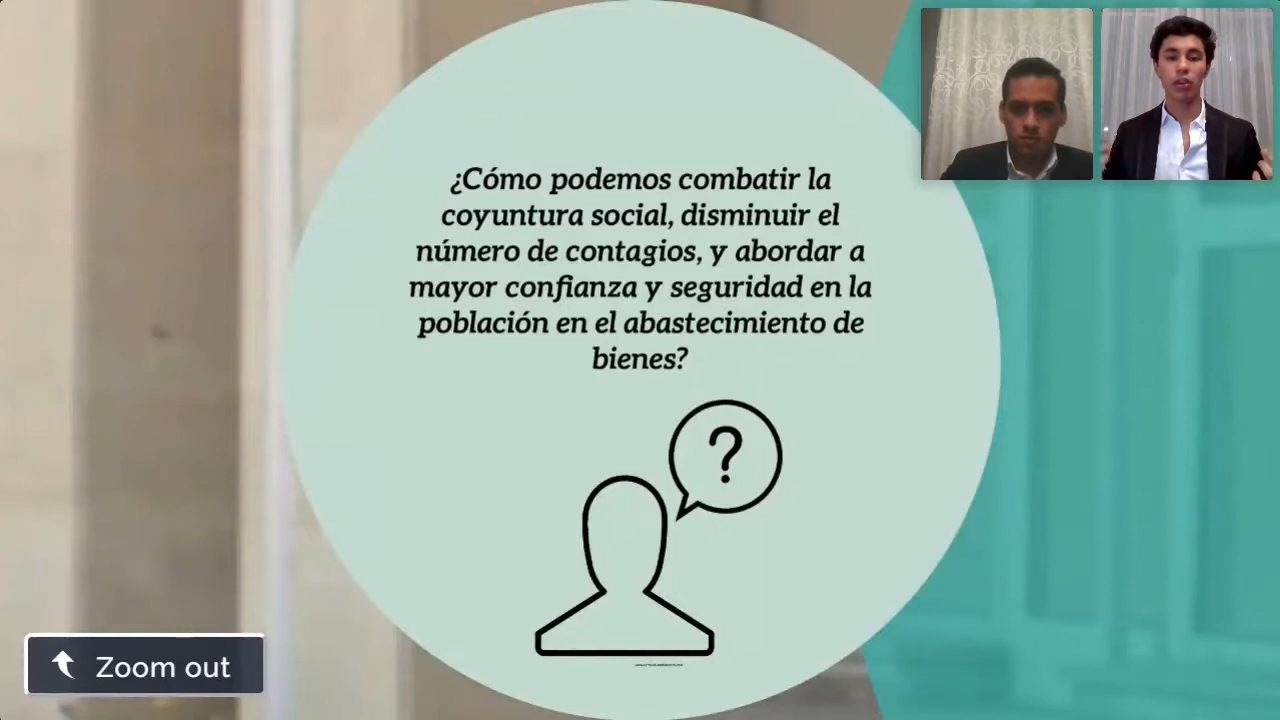 ¿Cómo podemos combatir la
coyuntura social, disminuir el
número de contagios, y abordar a
mayor confianza y seguridad en la
población en el abastecimiento de
bienes?
Zoom out